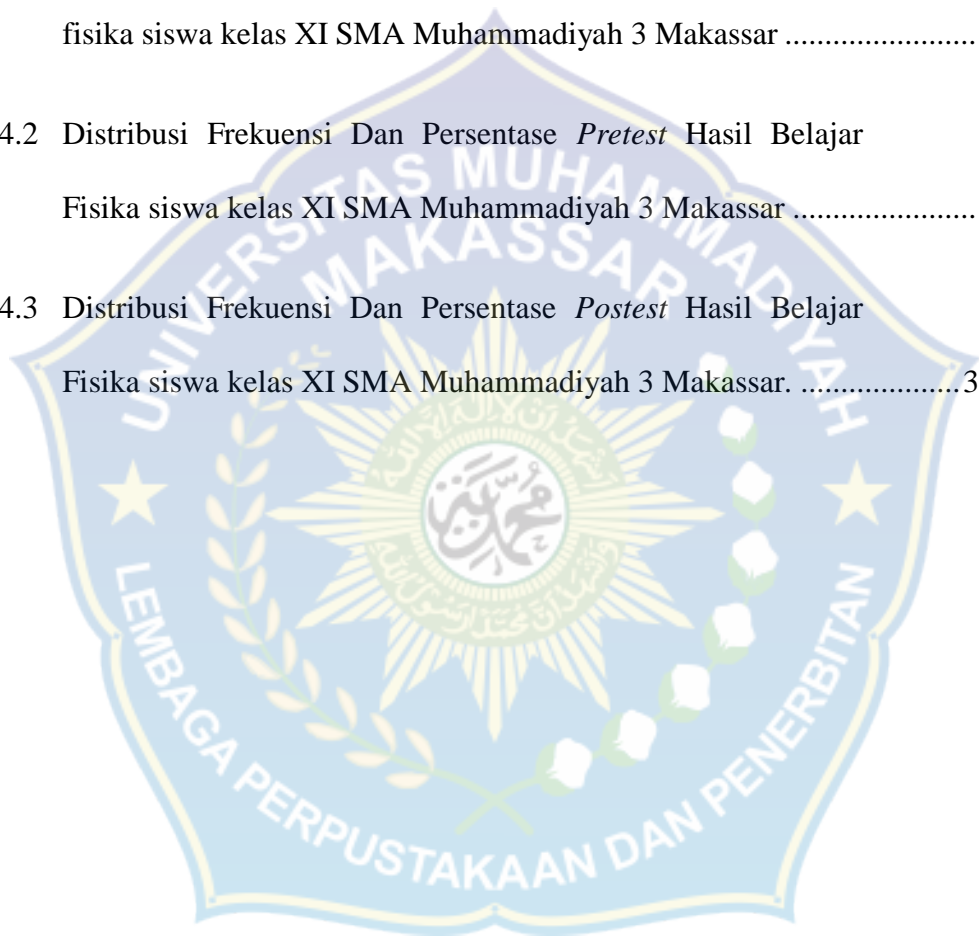 fisika siswa kelas XI SMA Muhammadiyah 3 Makassar ........................
4.2 Distribusi Frekuensi Dan Persentase Pretest Hasil Belajar
Fisika siswa kelas XI SMA Muhammadiyah 3 Makassar .......................
4.3 Distribusi Frekuensi Dan Persentase Postest Hasil Belajar
Fisika siswa kelas XI SMA Muhammadiyah 3 Makassar. ....................3
UNIVERSITAS MUHAMMADIYAH
MAKASSAR
محمدية
LEMBAGA PERPUSTAKAAN DAN PENERBITAN